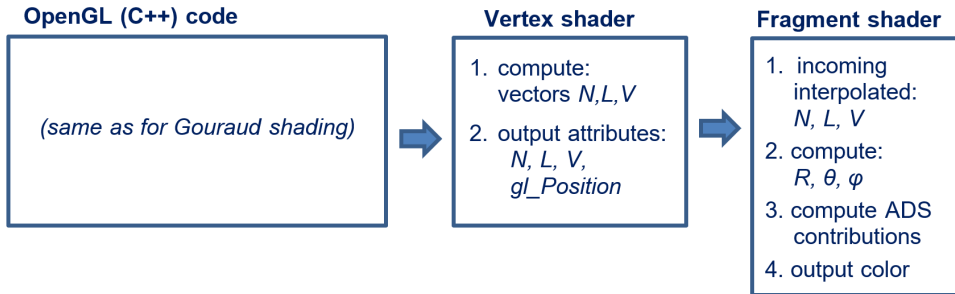 OpenGL (C++) code
(same as for Gouraud shading)
Vertex shader
1. compute:
vectors N,L,V
2. output attributes:
N, L, V,
gl_Position
Fragment shader
1. incoming
interpolated:
N, L, V
2. compute:
R, θ, φ
3. compute ADS
contributions
4. output color